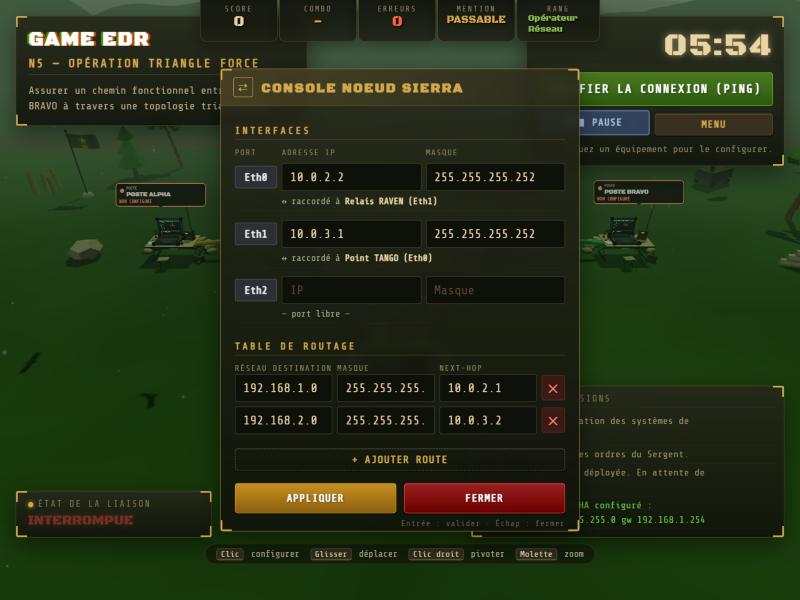 SCORE
0
COMBO
–
ERREURS
0
MENTION
PASSABLE
RANG
Opérateur
Réseau
GAME EDR
N5 — OPÉRATION TRIANGLE FORCE
Assurer un chemin fonctionnel
BRAVO à travers une topologie
05:54
FIER LA CONNEXION (PING)
PAUSE
MENU
uez un équipement pour le configurer.
POSTE
POSTE ALPHA
NON CONFIGURÉ
POSTE
POSTE BRAVO
NON CONFIGURÉ
CONSOLE NOEUD SIERRA
INTERFACES
PORT ADRESSE IP MASQUE
Eth0 10.0.2.2 255.255.255.252
↔ raccordé à Relais RAVEN (Eth1)
Eth1 10.0.3.1 255.255.255.252
↔ raccordé à Point TANGO (Eth0)
Eth2 IP Masque
— port libre —
TABLE DE ROUTAGE
RÉSEAU DESTINATION MASQUE NEXT-HOP
192.168.1.0 255.255.255. 10.0.2.1 ×
192.168.2.0 255.255.255. 10.0.3.2 ×
+ AJOUTER ROUTE
APPLIQUER FERMER
Entrée : valider · Échap : fermer
SIONS
ation des systèmes de
es ordres du Sergent.
déployée. En attente de
HA configuré :
5.255.0 gw 192.168.1.254
ÉTAT DE LA LIAISON
INTERROMPUE
Clic configurer Glisser déplacer Clic droit pivoter Molette zoom